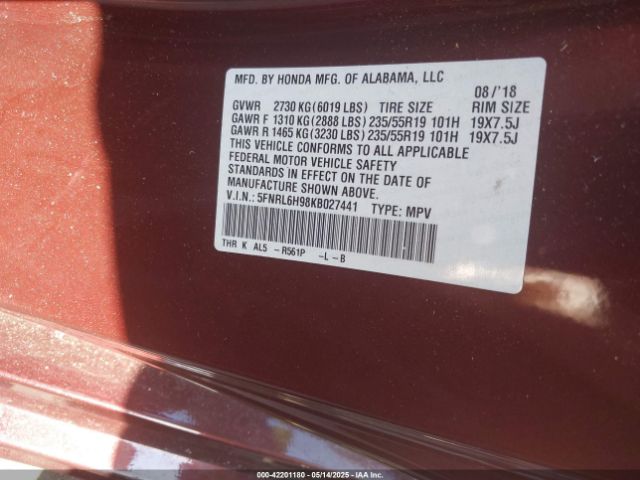 MFD. BY HONDA MFG. OF ALABAMA, LLC
08/'18
GVWR 2730 KG(6019 LBS) TIRE SIZE RIM SIZE
GAWR F 1310 KG(2888 LBS) 235/55R19 101H 19X7.5J
GAWR R 1465 KG(3230 LBS) 235/55R19 101H 19X7.5J
THIS VEHICLE CONFORMS TO ALL APPLICABLE
FEDERAL MOTOR VEHICLE SAFETY
STANDARDS IN EFFECT ON THE DATE OF
MANUFACTURE SHOWN ABOVE.
V.I.N.: 5FNRL6H98KB027441 TYPE: MPV
THR K AL5 -R561P -L-B
000-42201180 - 05/14/2025 - IAAI.COM